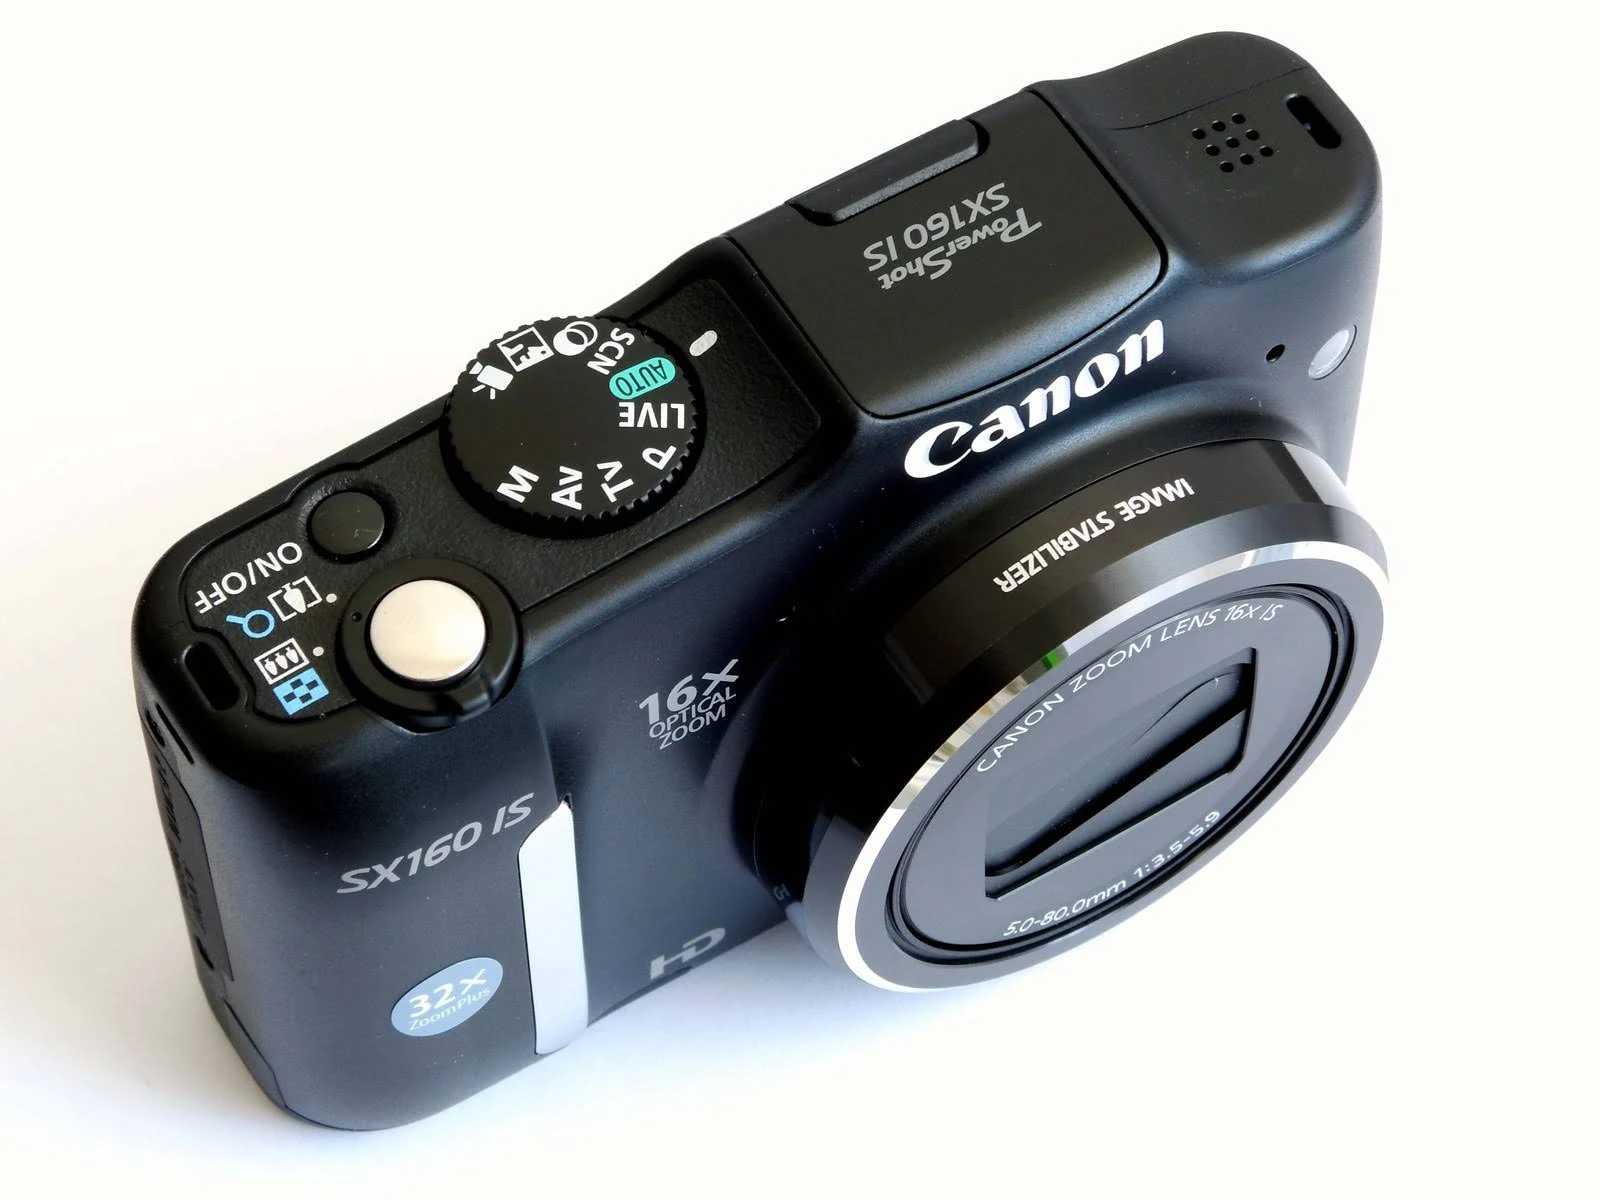 PowerShot
SX160 IS
Canon
SCN
AUTO
LIVE
P
Tv
Av
M
ON/OFF
IMAGE STABILIZER
CANON ZOOM LENS 16X IS
5.0-80.0mm 1:3.5-5.9
16X
OPTICAL
ZOOM
SX160 IS
HD
32X
ZoomPlus